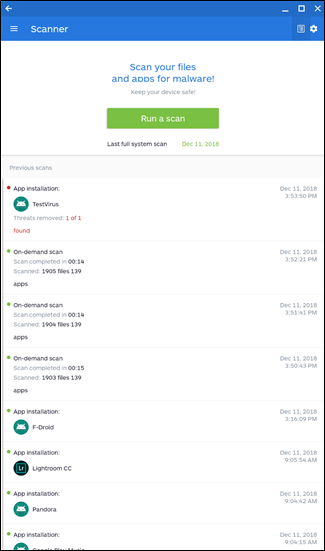 Scanner
Scan your files
and apps for malware!
Keep your device safe!
Run a scan
Last full system scan Dec 11, 2018
Previous scans
App installation: Dec 11, 2018
3:53:50 PM
TestVirus
Threats removed: 1 of 1
found
On-demand scan Dec 11, 2018
3:52:21 PM
Scan completed in 00:14
Scanned: 1905 files 139
apps
On-demand scan Dec 11, 2018
3:51:41 PM
Scan completed in 00:14
Scanned: 1904 files 139
apps
On-demand scan Dec 11, 2018
3:50:43 PM
Scan completed in 00:15
Scanned: 1903 files 139
apps
App installation: Dec 11, 2018
3:16:09 PM
F-Droid
App installation: Dec 11, 2018
9:05:54 AM
Lr Lightroom CC
App installation: Dec 11, 2018
9:04:42 AM
Pandora
App installation: Dec 11, 2018
9:04:15 AM
Google Play Music